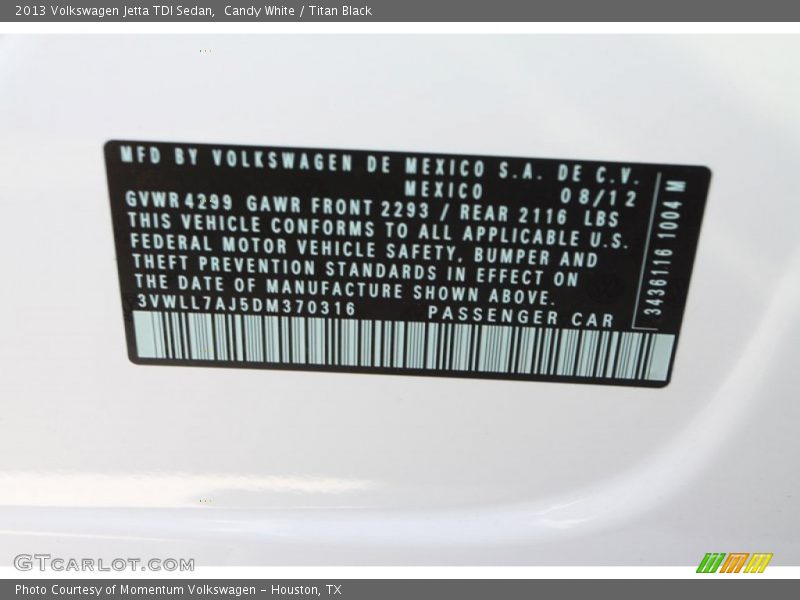 2013 Volkswagen Jetta TDI Sedan,  Candy White / Titan Black
MFD BY VOLKSWAGEN DE MEXICO S.A. DE C.V.
MEXICO 08/12
GVWR 4299 GAWR FRONT 2293 / REAR 2116 LBS
THIS VEHICLE CONFORMS TO ALL APPLICABLE U.S.
FEDERAL MOTOR VEHICLE SAFETY, BUMPER AND
THEFT PREVENTION STANDARDS IN EFFECT ON
THE DATE OF MANUFACTURE SHOWN ABOVE.
3VWLL7AJ5DM370316 PASSENGER CAR
3436116 1004 M
GTCARLOT.COM
Photo Courtesy of Momentum Volkswagen - Houston, TX